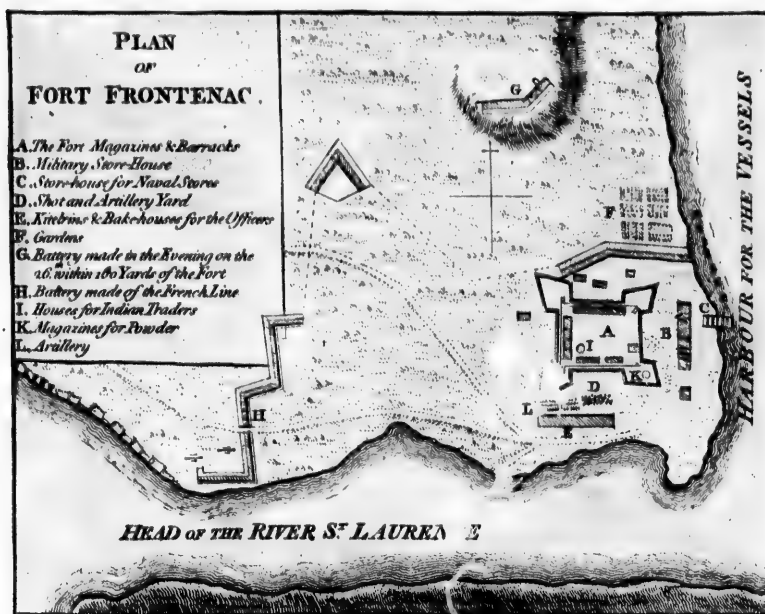 PLAN
OF
FORT FRONTENAC.
A. The Fort Magazines & Barracks
B. Military Store-House
C. Store-house for Naval Stores
D. Shot and Artillery Yard
E. Kitchins & Bake-houses for the Officers
F. Gardens
G. Battery made in the Evening on the
26. within 160 Yards of the Fort
H. Battery made of the French Line
I. Houses for Indian Traders
K. Magazines for Powder
L. Artillery
G
F
A
B
C
I
K
D
L
E
H
HARBOUR FOR THE VESSELS
HEAD OF THE RIVER ST. LAUREN E